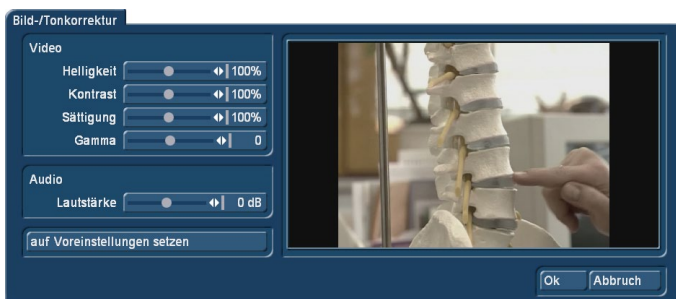 Bild-/Tonkorrektur
Video
Helligkeit 100%
Kontrast 100%
Sättigung 100%
Gamma 0
Audio
Lautstärke 0 dB
auf Voreinstellungen setzen
Ok Abbruch